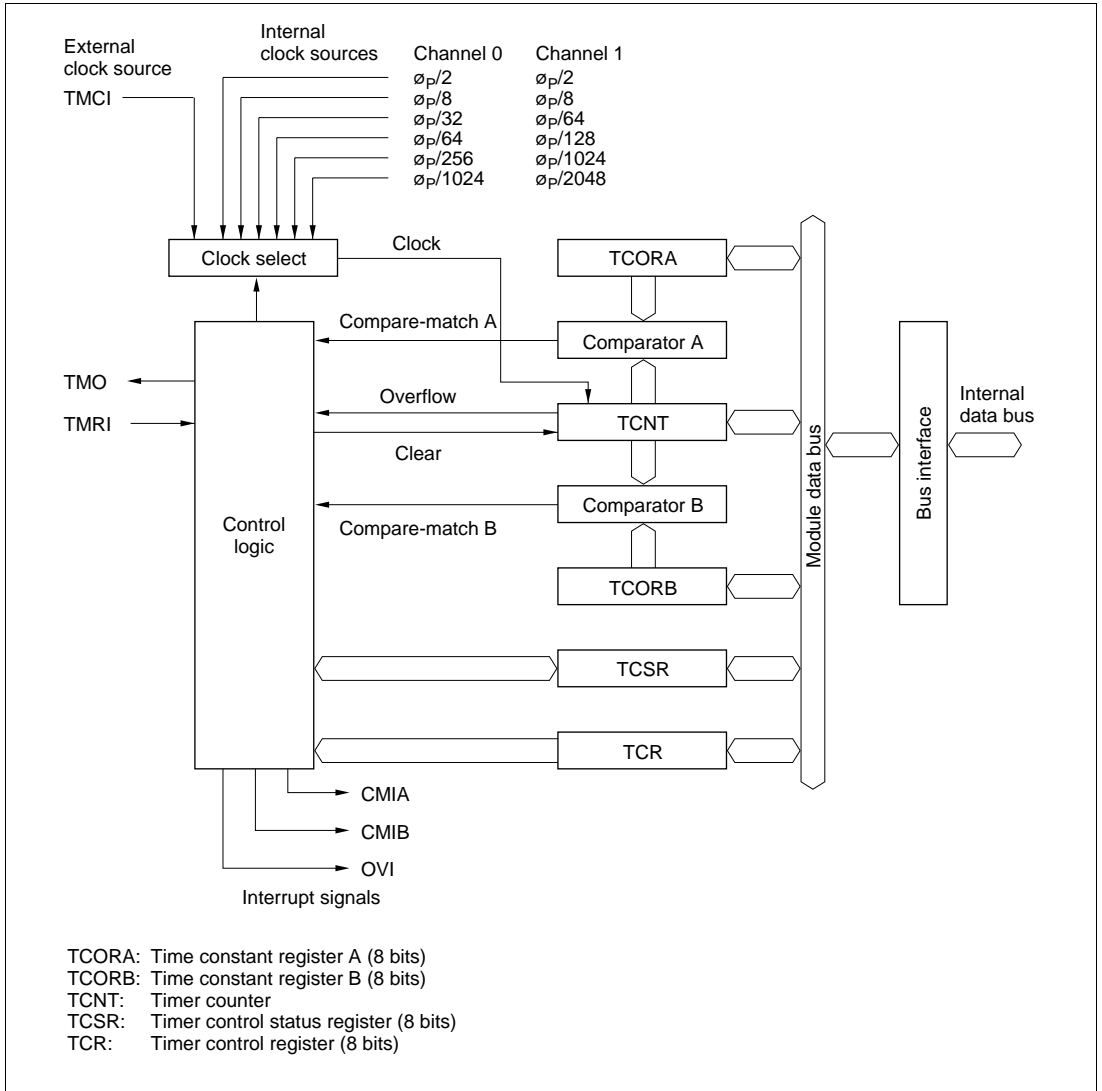 External
clock source
Internal
clock sources
Channel 0
Channel 1
TMCI
øP/2
øP/2
øP/8
øP/8
øP/32
øP/64
øP/64
øP/128
øP/256
øP/1024
øP/1024
øP/2048
Clock select
Clock
TCORA
Compare-match A
Comparator A
TMO
TMRI
Overflow
TCNT
Clear
Internal
data bus
Module data bus
Bus interface
Comparator B
Compare-match B
Control
logic
TCORB
TCSR
TCR
CMIA
CMIB
OVI
Interrupt signals
TCORA: Time constant register A (8 bits)
TCORB: Time constant register B (8 bits)
TCNT: Timer counter
TCSR: Timer control status register (8 bits)
TCR: Timer control register (8 bits)